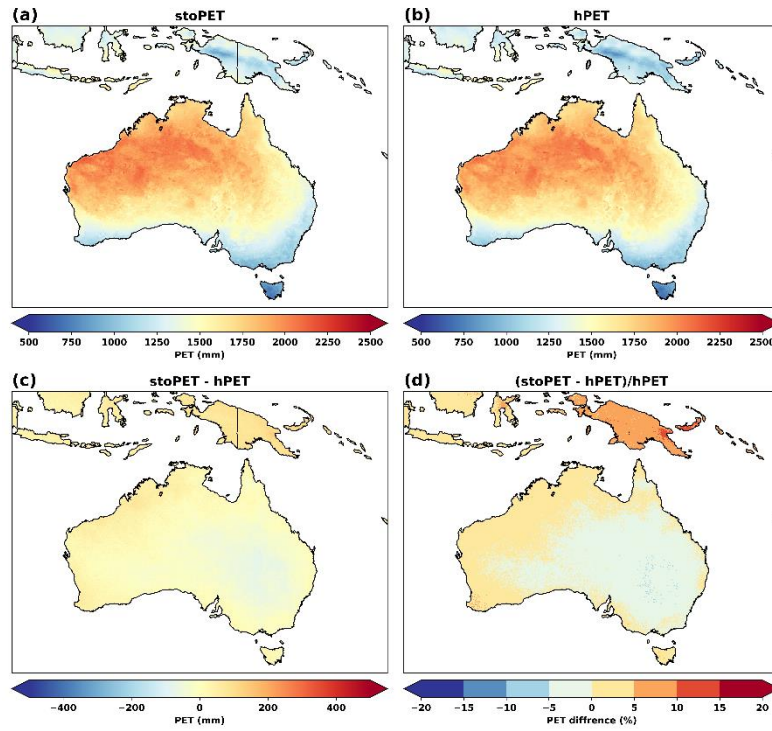 (a) stoPET
(b) hPET
500 750 1000 1250 1500 1750 2000 2250 2500
PET (mm)
500 750 1000 1250 1500 1750 2000 2250 2500
PET (mm)
(c) stoPET - hPET
(d) (stoPET - hPET)/hPET
−400 −200 0 200 400
PET (mm)
−20 −15 −10 −5 0 5 10 15 20
PET diffrence (%)